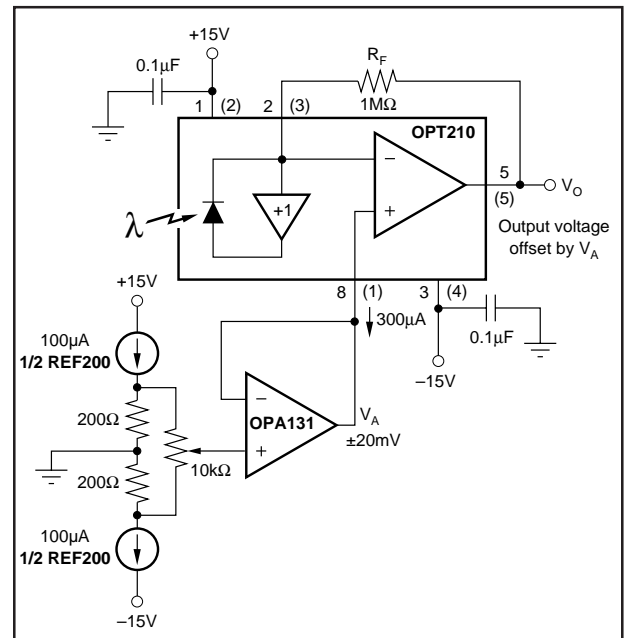 +15V
0.1µF
1 (2)
2 (3)
R_F
1MΩ
OPT210
λ
+1
–
+
5
(5)
V_O
Output voltage
offset by V_A
8 (1)
3 (4)
300µA
0.1µF
–15V
+15V
100µA
1/2 REF200
200Ω
200Ω
10kΩ
–
+
OPA131
V_A
±20mV
100µA
1/2 REF200
–15V